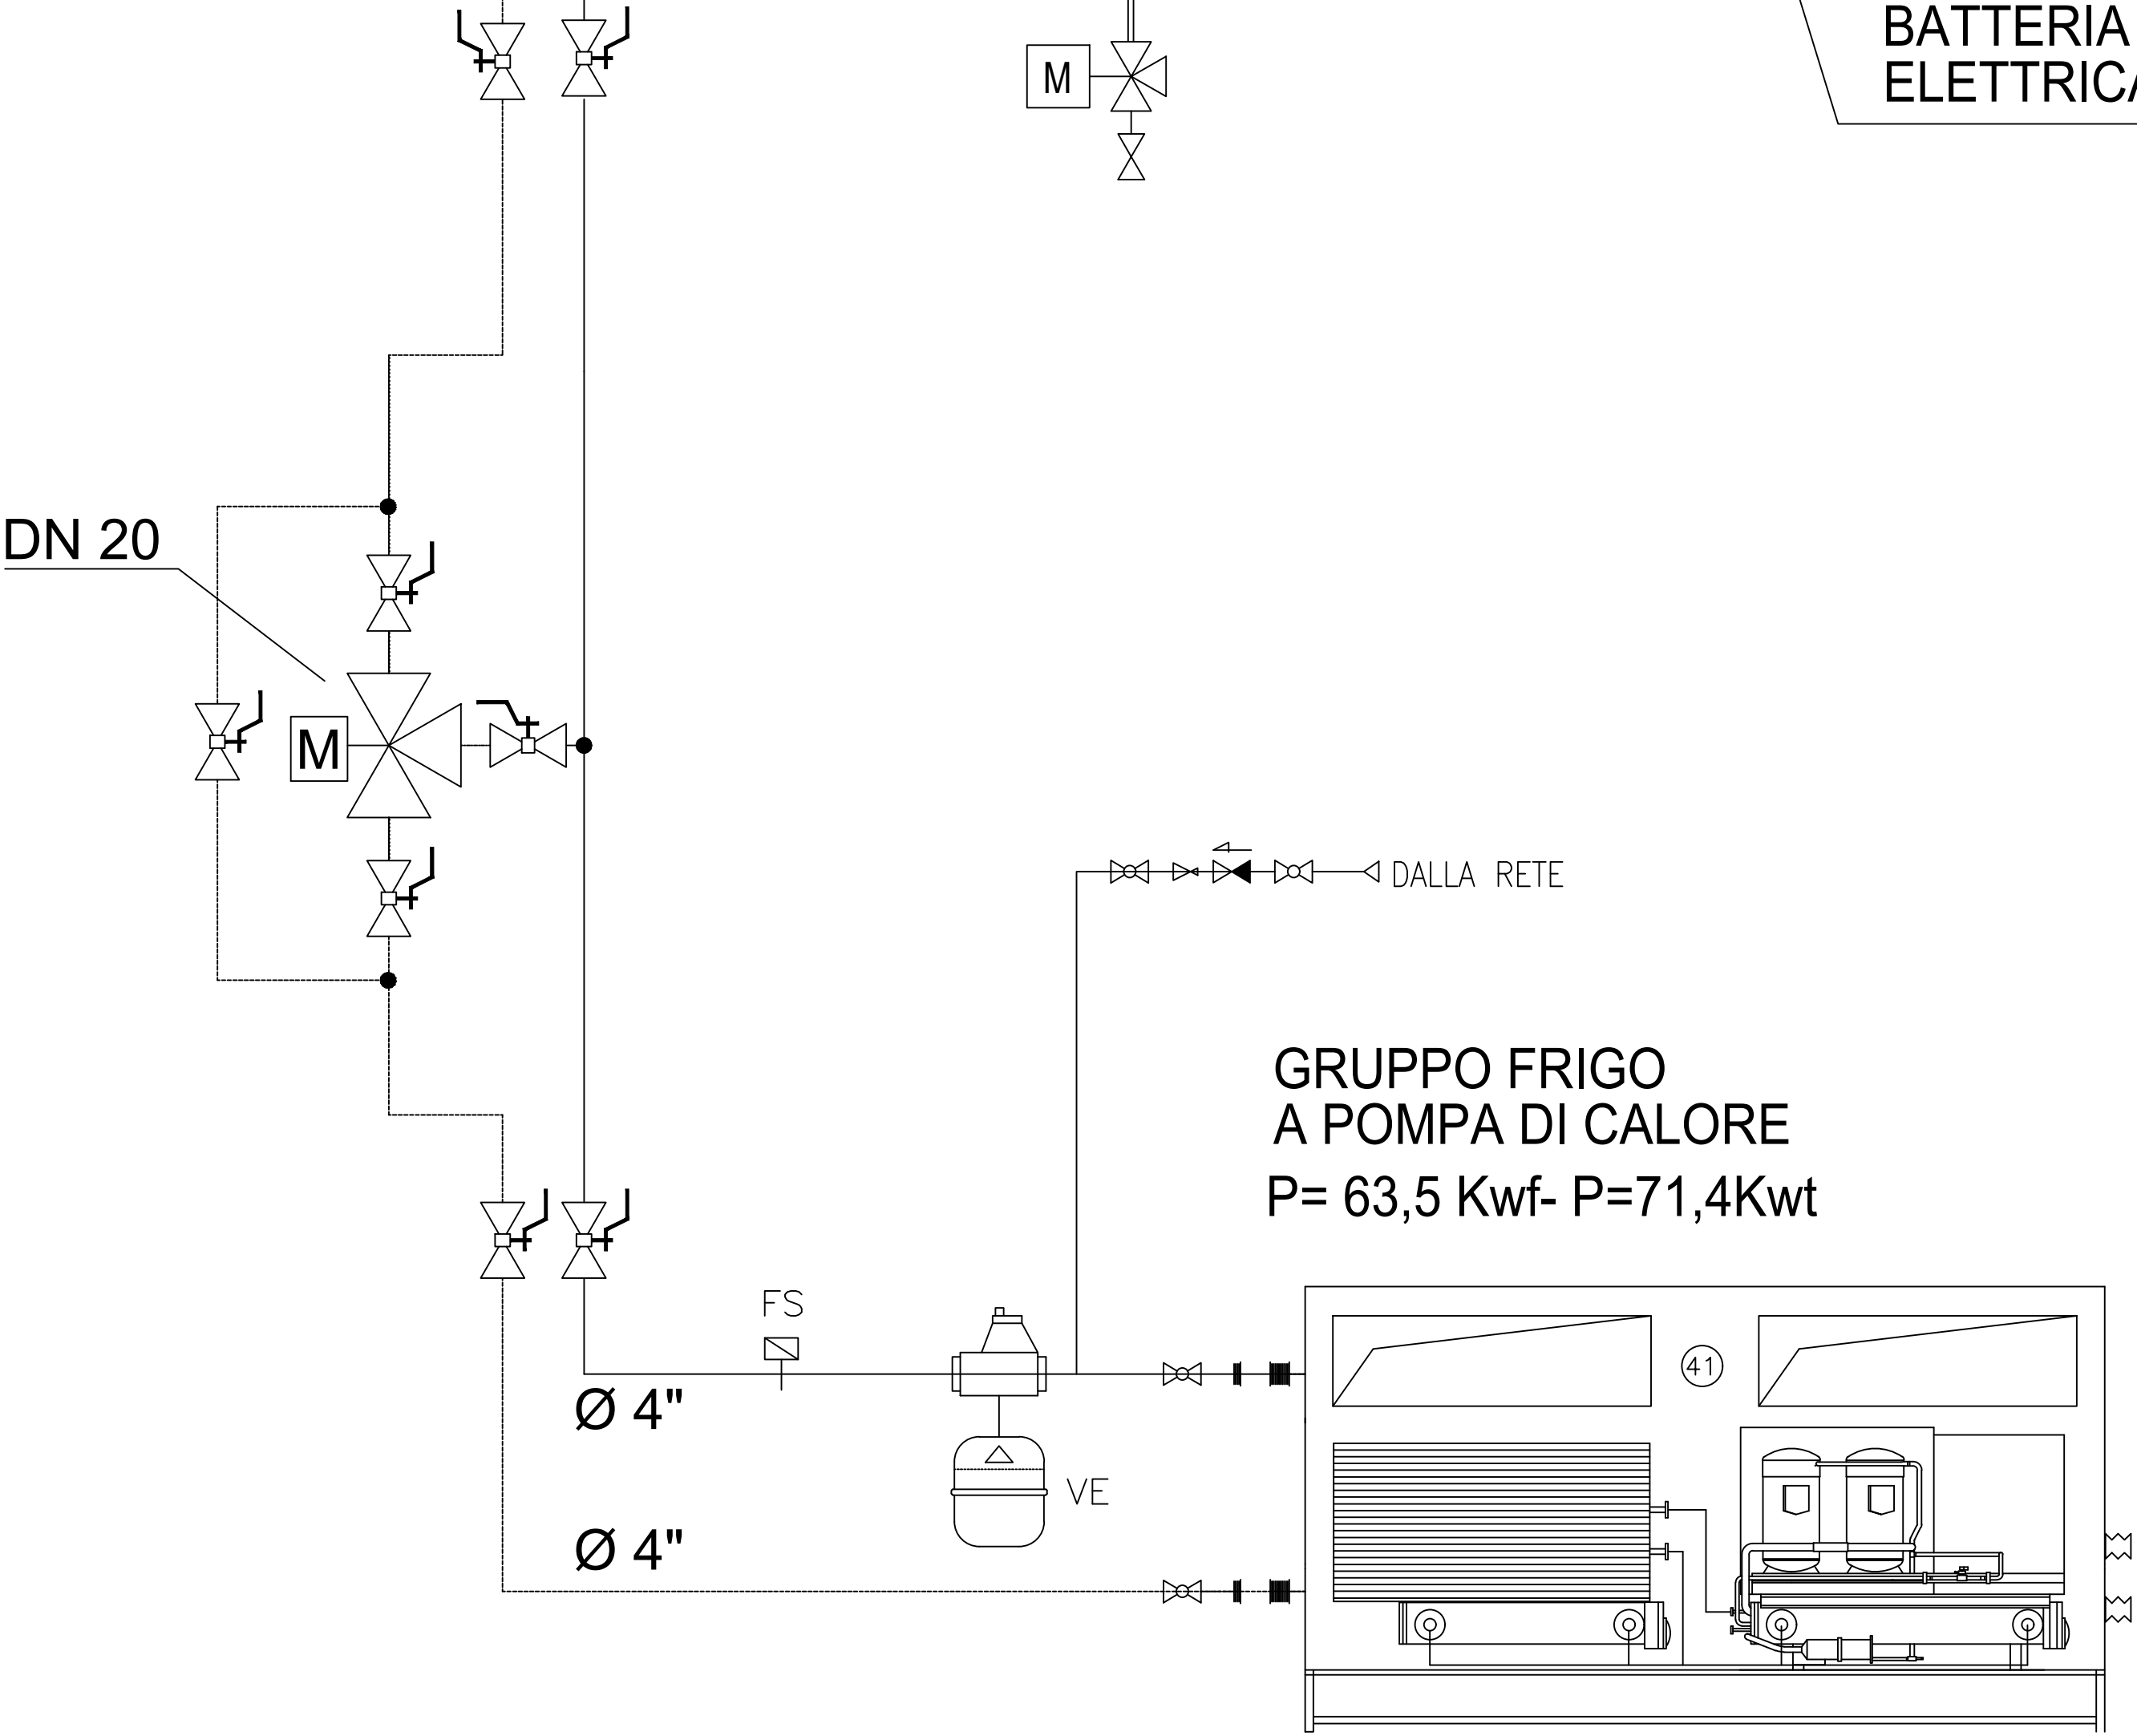 BATTERIA
M
DN 20
M
DALLA RETE
GRUPPO FRIGO
A POMPA DI CALORE
P= 63,5 Kwf- P=71,4Kwt
FS
41
Ø 4"
VE
Ø 4"